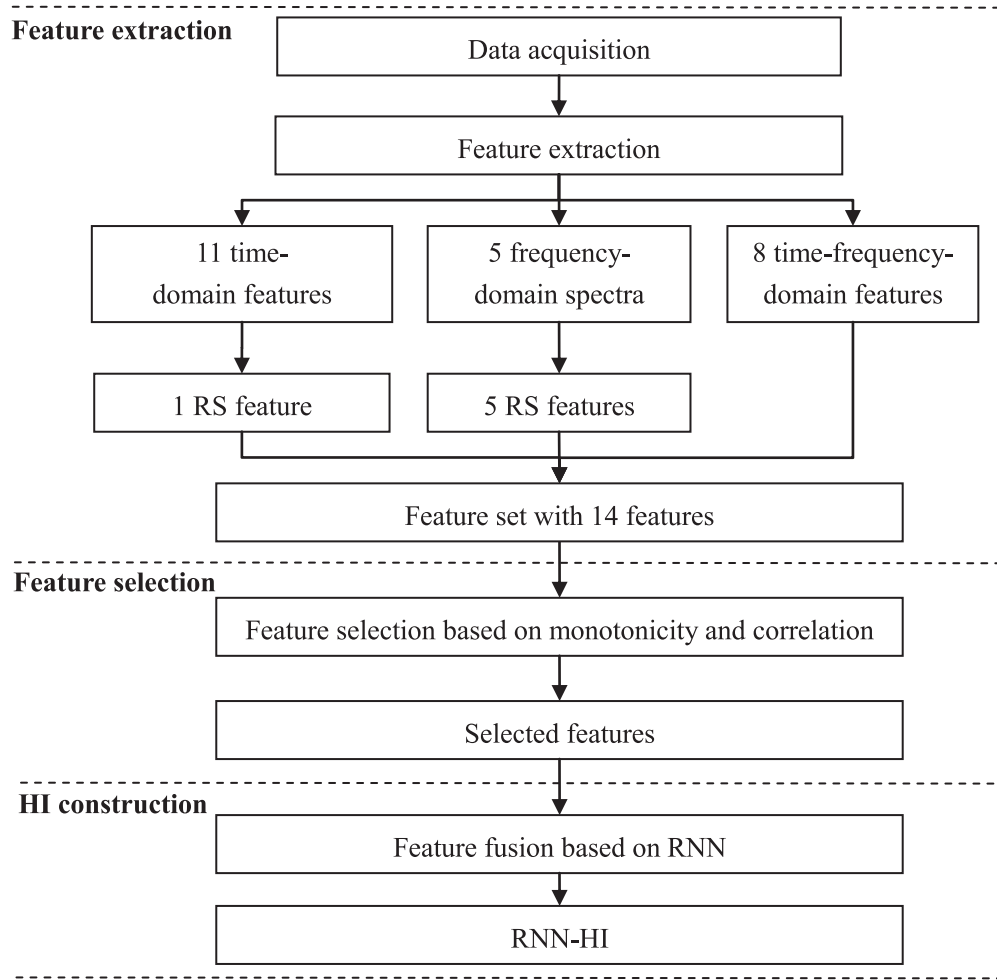 Feature extraction
Data acquisition
Feature extraction
11 time-
domain features
5 frequency-
domain spectra
8 time-frequency-
domain features
1 RS feature
5 RS features
Feature set with 14 features
Feature selection
Feature selection based on monotonicity and correlation
Selected features
HI construction
Feature fusion based on RNN
RNN-HI